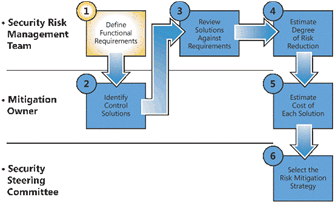 • Security Risk
Management
Team
1
Define
Functional
Requirements
3
Review
Solutions
Against
Requirements
4
Estimate
Degree
of Risk
Reduction
• Mitigation
Owner
2
Identify
Control
Solutions
5
Estimate
Cost of
Each Solution
• Security
Steering
Committee
6
Select the
Risk Mitigation
Strategy